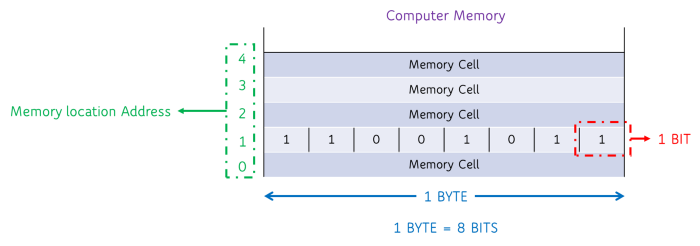 Computer Memory
4 Memory Cell
3 Memory Cell
Memory location Address 2 Memory Cell
1 1 1 0 0 1 0 1 1 1 BIT
0 Memory Cell
1 BYTE
1 BYTE = 8 BITS